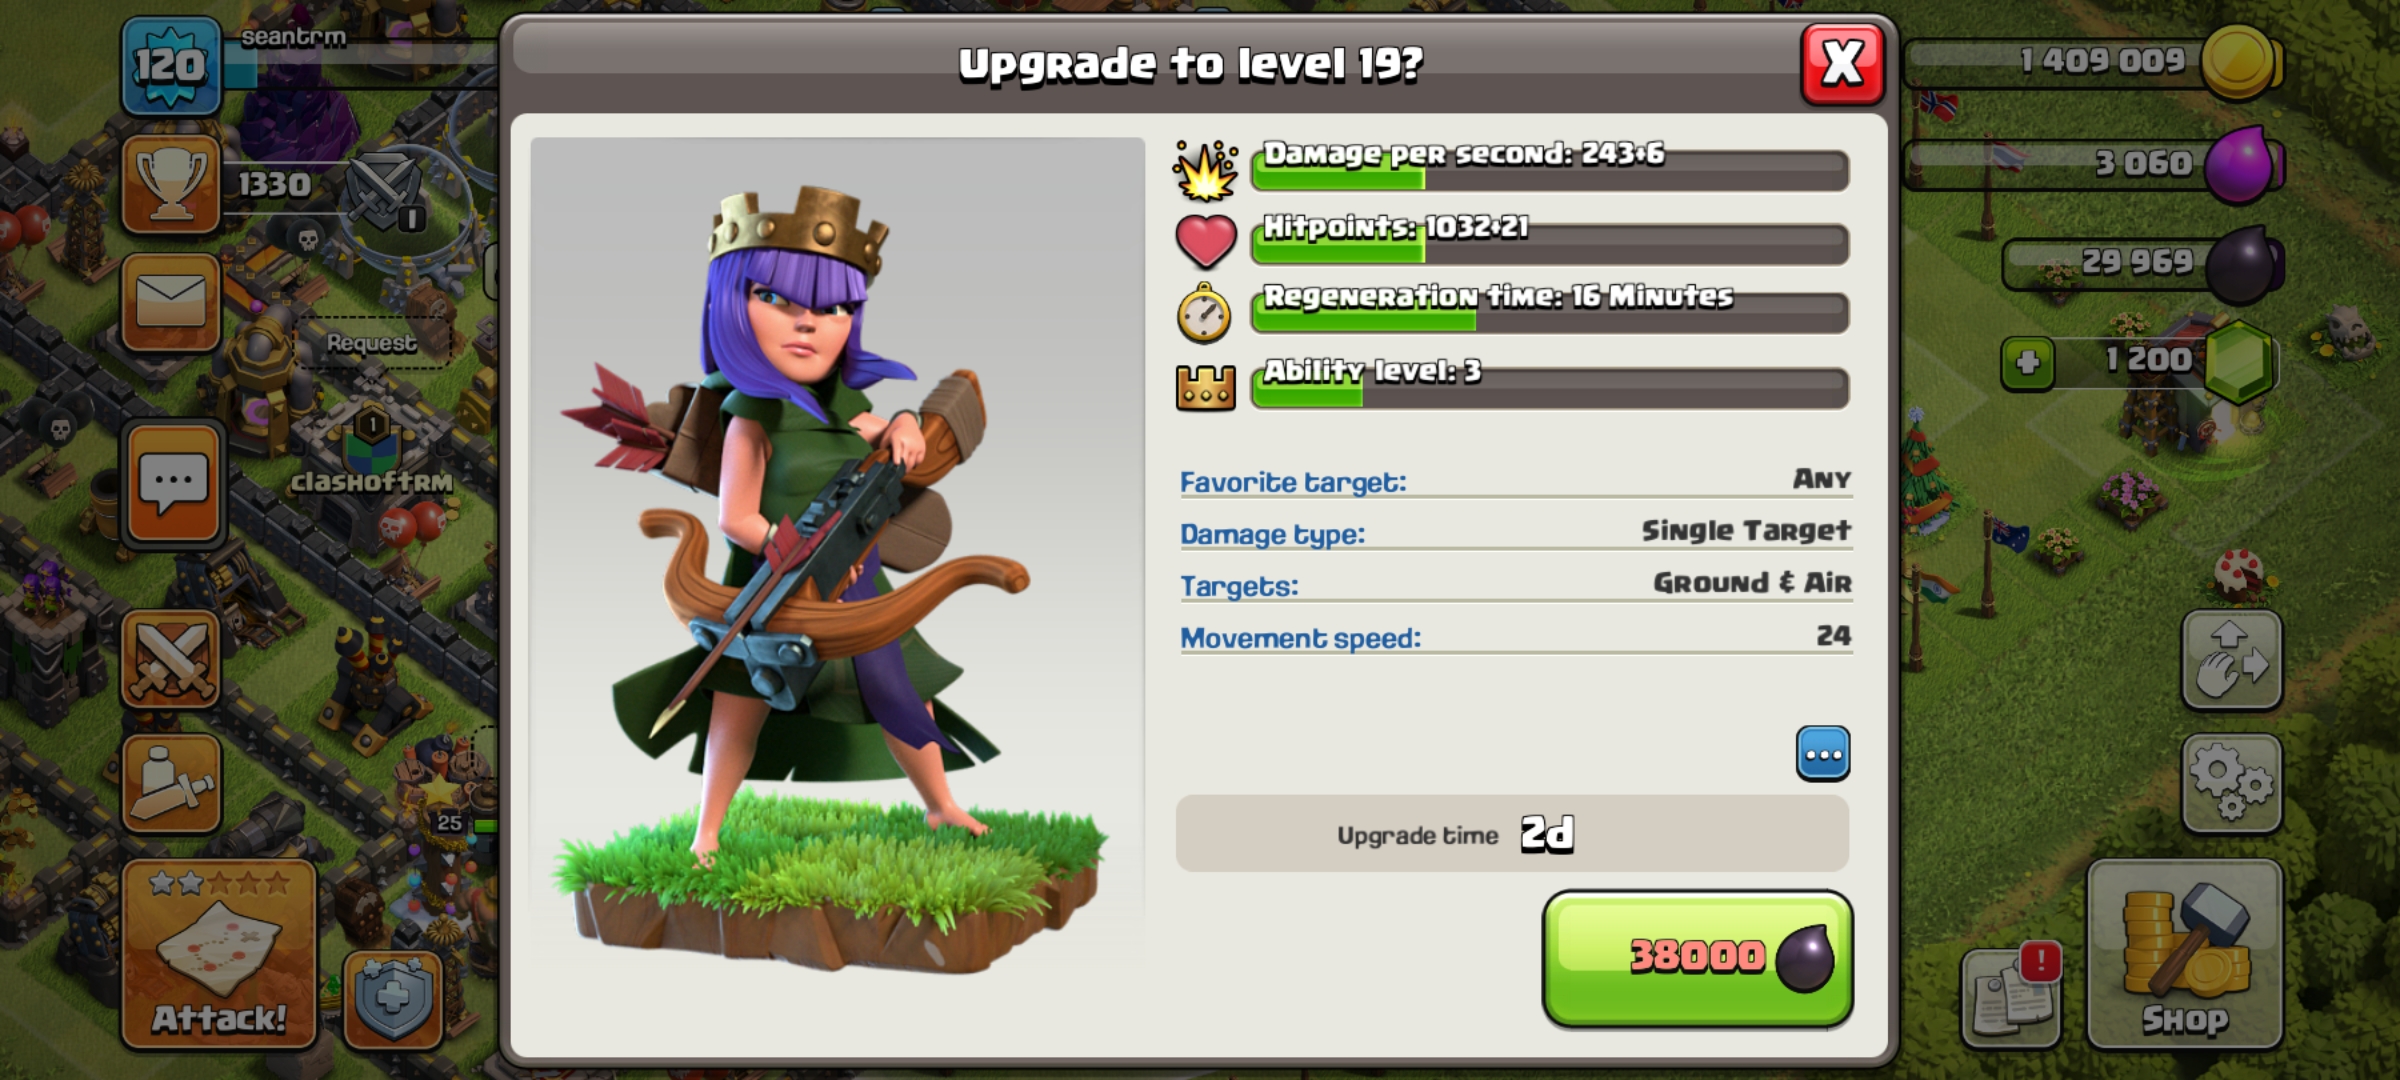 120
seantrm
Upgrade to level 19?
X
1 409 009
1330
I
Damage per second: 243+6
3 060
Hitpoints: 1032+21
29 969
Regeneration time: 16 Minutes
Request
1 200
Ability level: 3
1
clashoftRM
Favorite target: Any
Damage type: Single Target
Targets: Ground & Air
Movement speed: 24
25
Upgrade time 2d
38000
!
Attack!
Shop